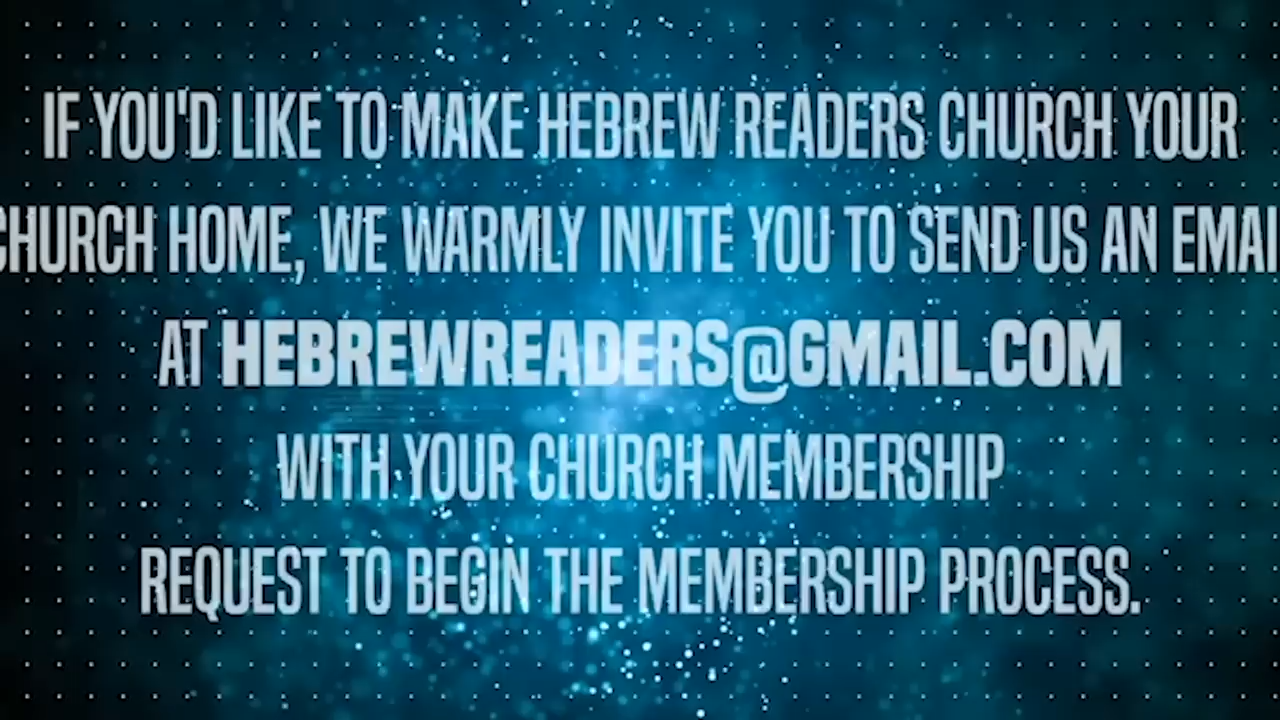 IF YOU'D LIKE TO MAKE HEBREW READERS CHURCH YOUR
CHURCH HOME, WE WARMLY INVITE YOU TO SEND US AN EMAI
AT HEBREWREADERS@GMAIL.COM
WITH YOUR CHURCH MEMBERSHIP
REQUEST TO BEGIN THE MEMBERSHIP PROCESS.